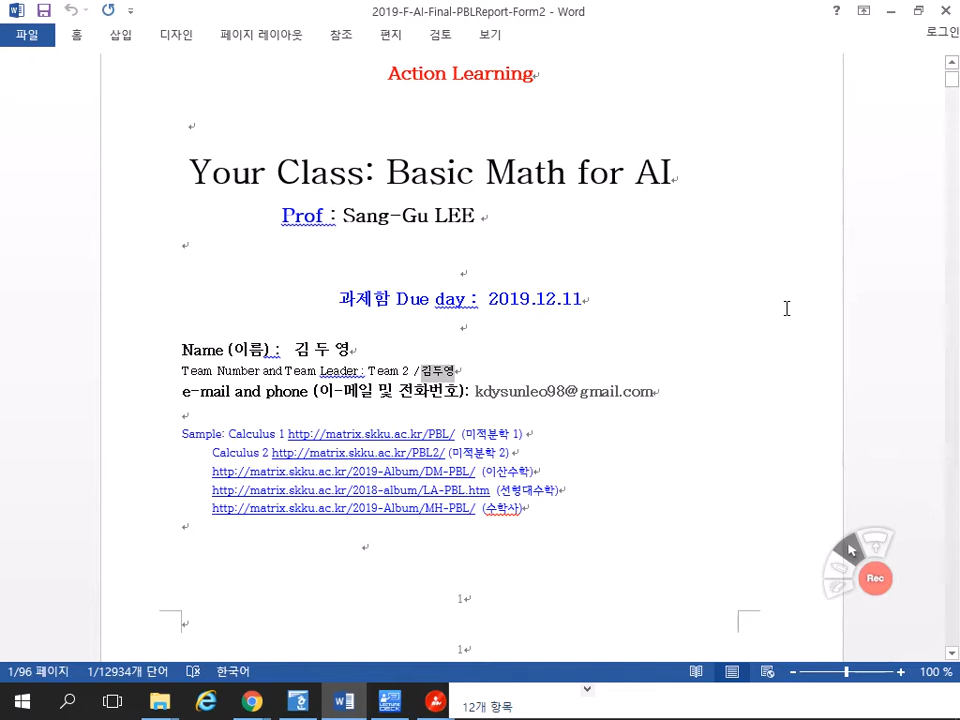 2019-F-AI-Final-PBLReport-Form2 - Word
파일 홈 삽입 디자인 페이지 레이아웃 참조 편지 검토 보기 로그인
Action Learning
Your Class: Basic Math for AI
Prof : Sang-Gu LEE
과제함 Due day : 2019.12.11
Name (이름) : 김 두 영
Team Number and Team Leader : Team 2 /김두영
e-mail and phone (이-메일 및 전화번호): kdysunleo98@gmail.com
Sample: Calculus 1 http://matrix.skku.ac.kr/PBL/ (미적분학 1)
Calculus 2 http://matrix.skku.ac.kr/PBL2/ (미적분학 2)
http://matrix.skku.ac.kr/2019-Album/DM-PBL/ (이산수학)
http://matrix.skku.ac.kr/2018-album/LA-PBL.htm (선형대수학)
http://matrix.skku.ac.kr/2019-Album/MH-PBL/ (수학사)
Rec
1
1
1/96 페이지 1/12934개 단어 한국어 100 %
12개 항목